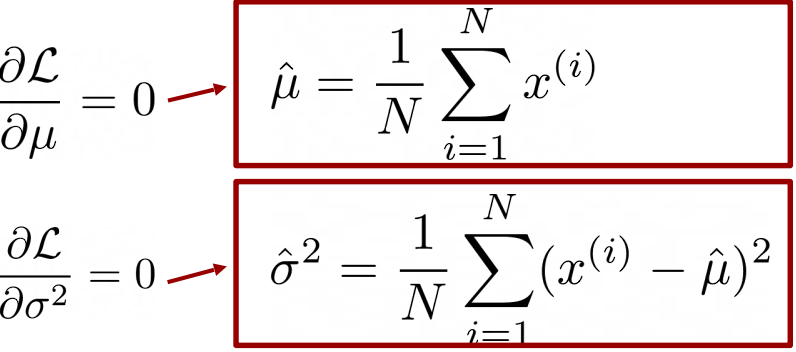 ∂ℒ/∂μ = 0 → μ̂ = 1/N ∑_{i=1}^{N} x^{(i)}
∂ℒ/∂σ² = 0 → σ̂² = 1/N ∑_{i=1}^{N} (x^{(i)} − μ̂)²